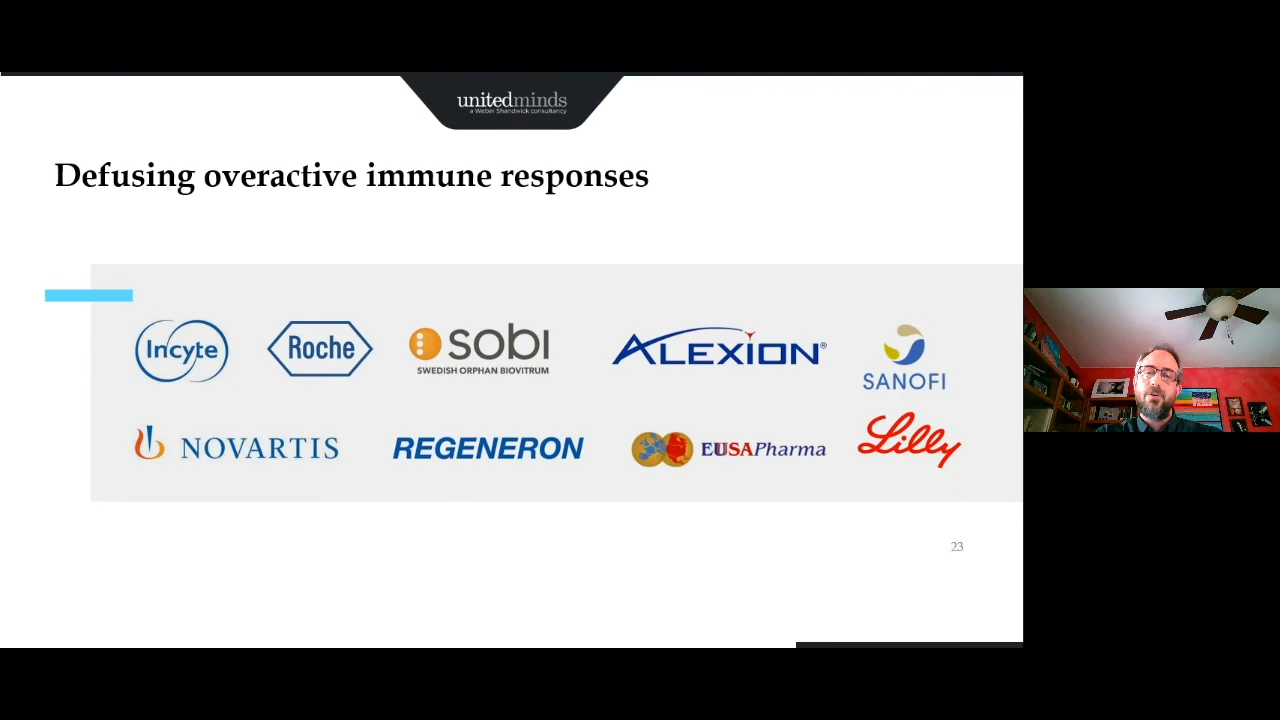 unitedminds
a Weber Shandwick consultancy
Defusing overactive immune responses
Incyte
Roche
sobi
SWEDISH ORPHAN BIOVITRUM
ALEXION®
SANOFI
NOVARTIS
REGENERON
EUSAPharma
Lilly
23